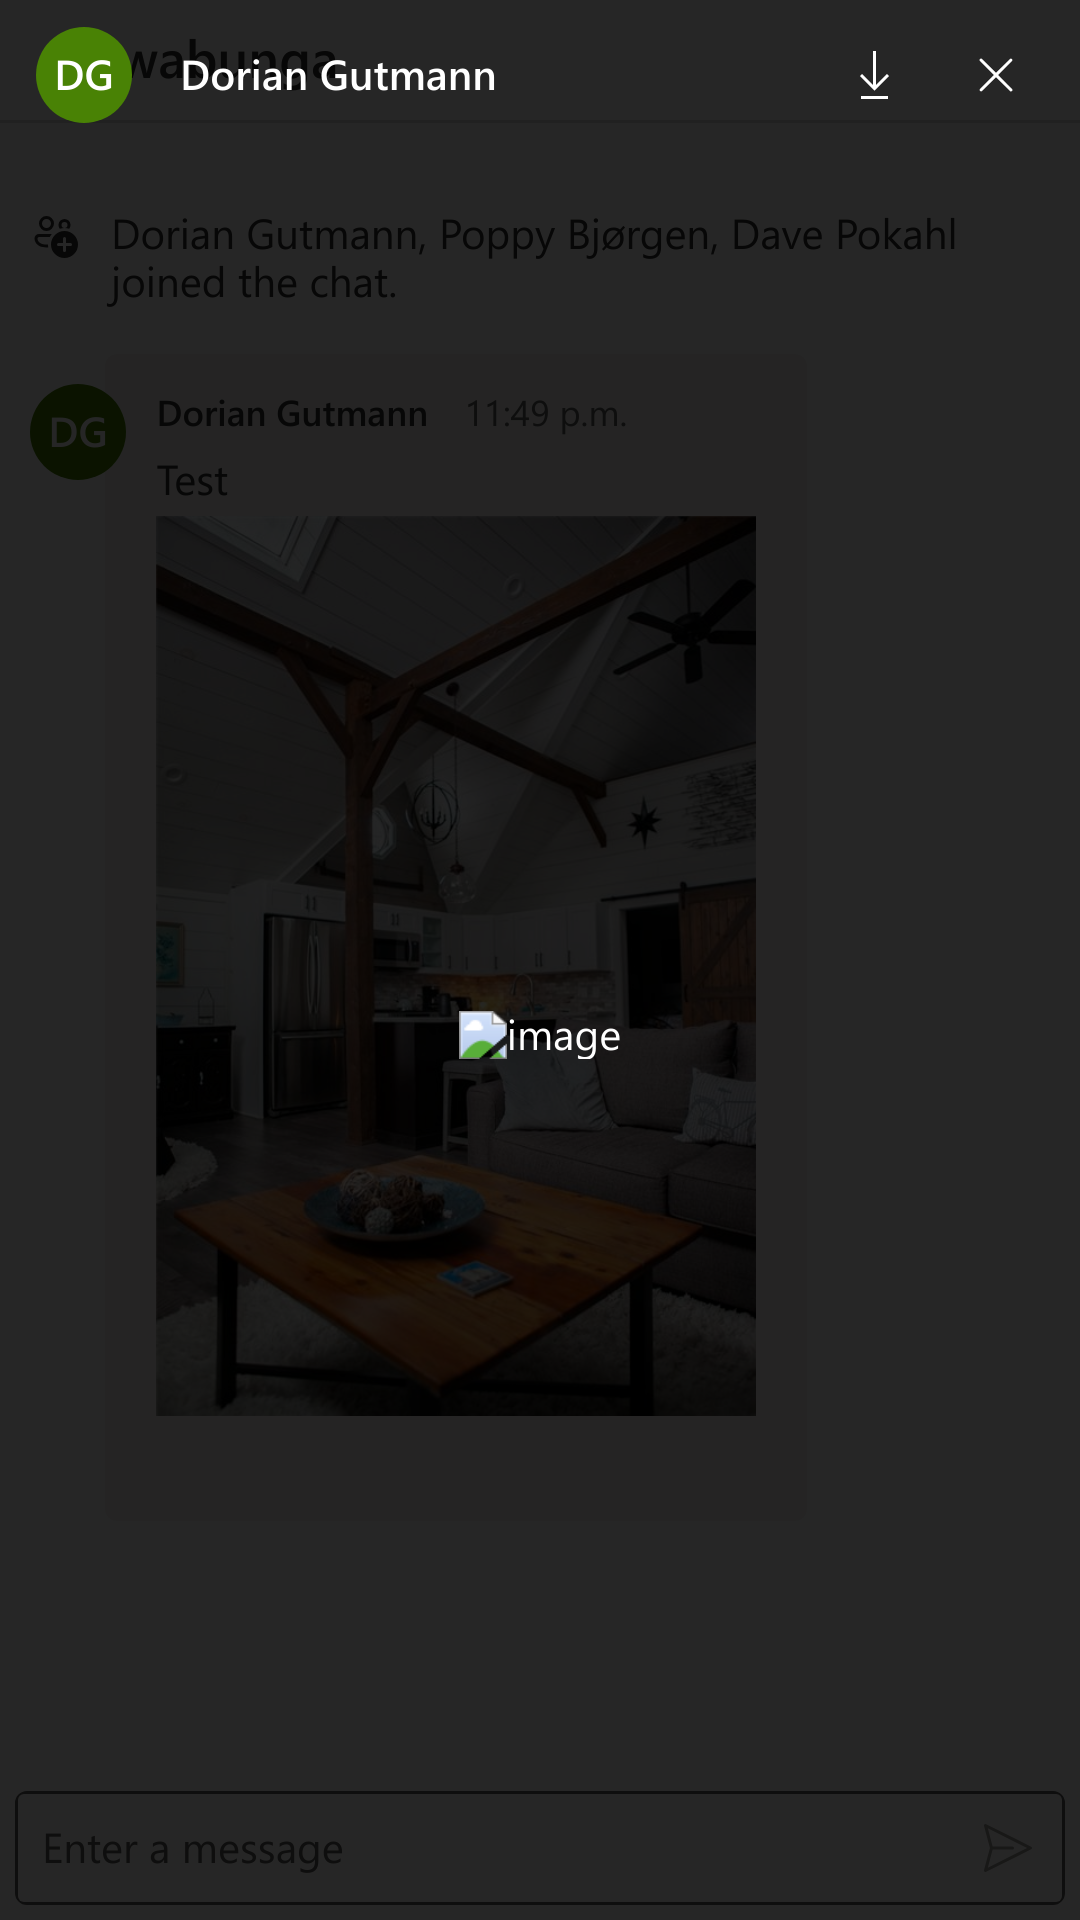 wabunga
DG Dorian Gutmann
Dorian Gutmann, Poppy Bjørgen, Dave Pokahl
joined the chat.
DG
Dorian Gutmann 11:49 p.m.
Test
image
Enter a message